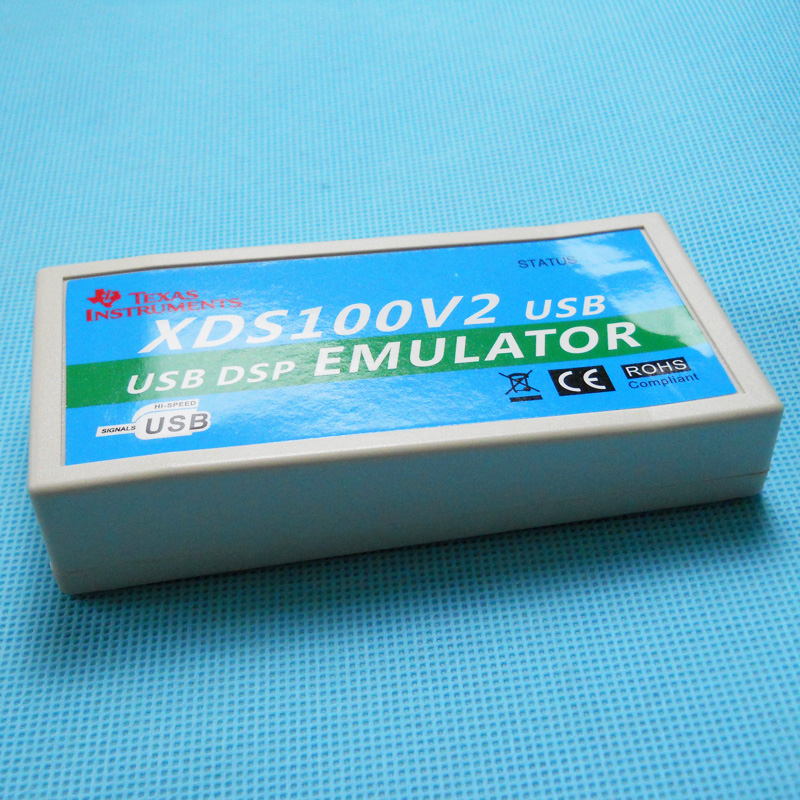 STATUS
TEXAS
INSTRUMENTS
XDS100V2 USB
USB DSP EMULATOR
CE
ROHS
Compliant
HI-SPEED
SIGNALS USB